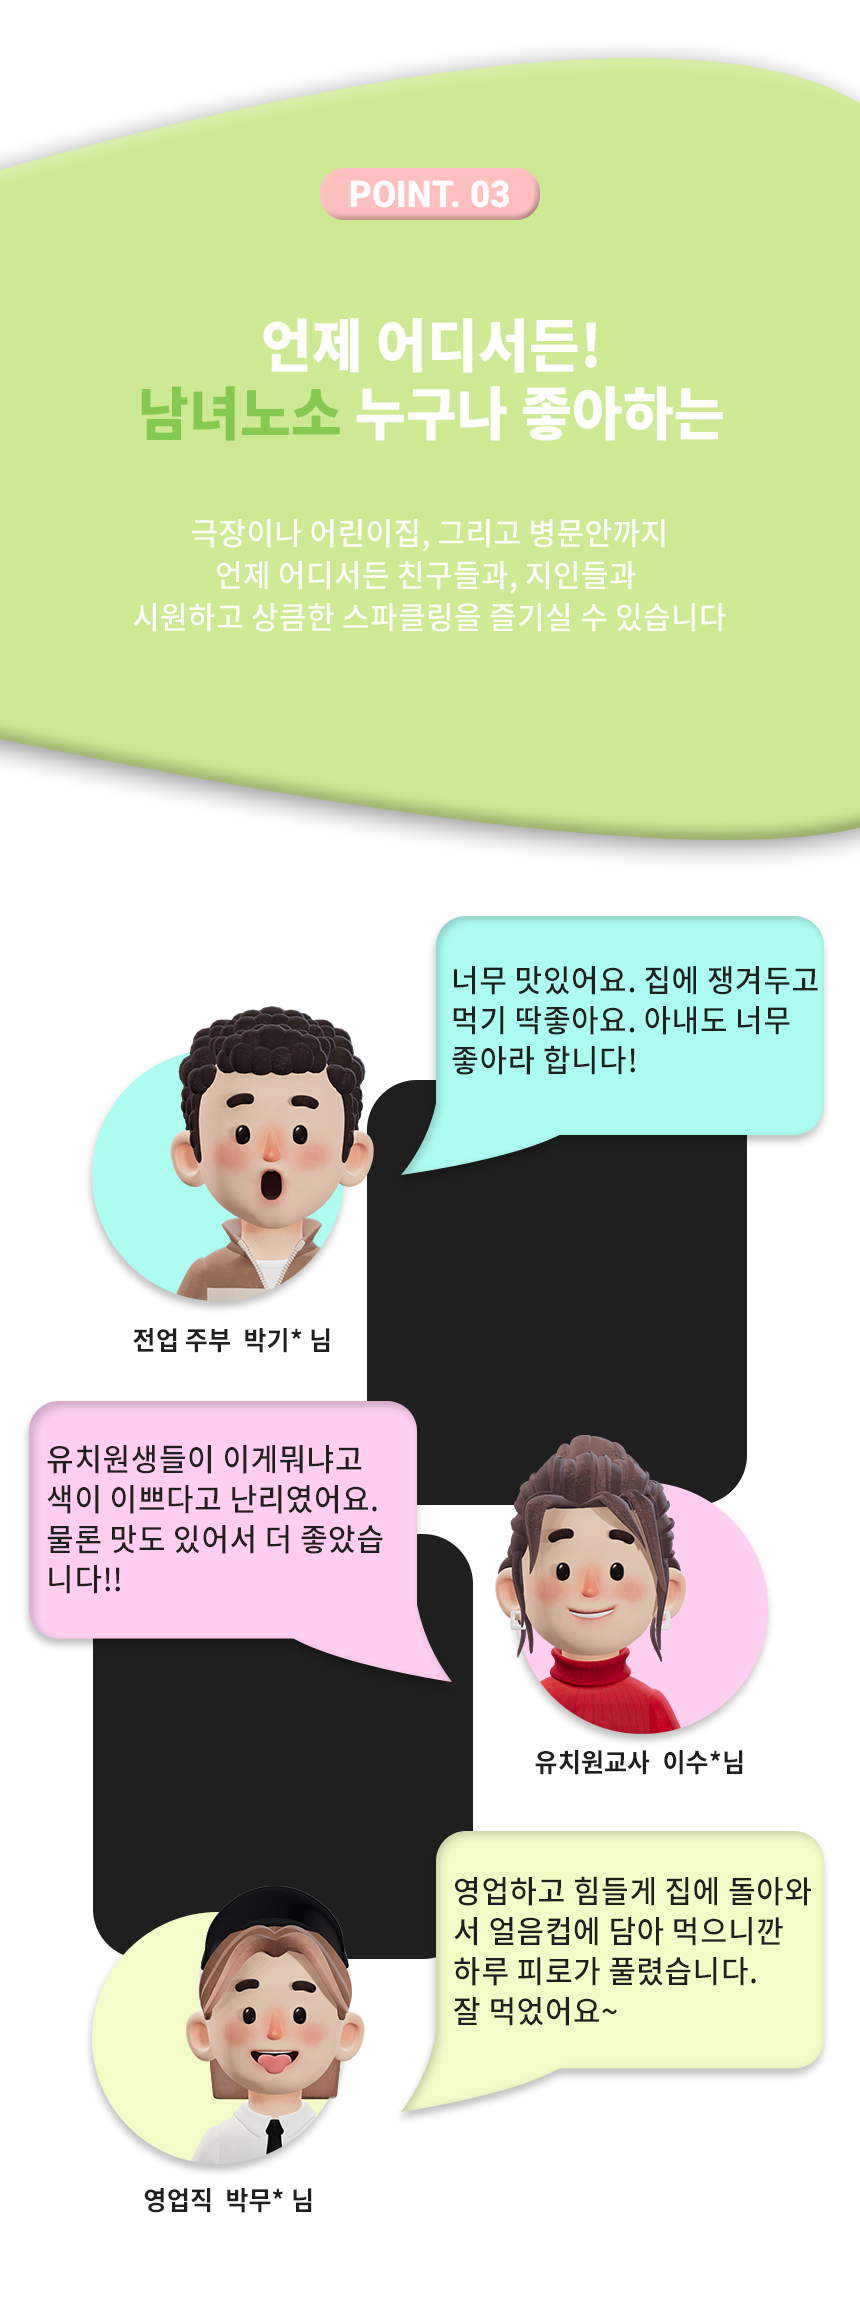 POINT. 03
언제 어디서든!
남녀노소 누구나 좋아하는
극장이나 어린이집, 그리고 병문안까지
언제 어디서든 친구들과, 지인들과
시원하고 상큼한 스파클링을 즐기실 수 있습니다
너무 맛있어요. 집에 쟁겨두고
먹기 딱좋아요. 아내도 너무
좋아라 합니다!
전업 주부 박기* 님
유치원생들이 이게뭐냐고
색이 이쁘다고 난리였어요.
물론 맛도 있어서 더 좋았습
니다!!
유치원교사 이수*님
영업하고 힘들게 집에 돌아와
서 얼음컵에 담아 먹으니깐
하루 피로가 풀렸습니다.
잘 먹었어요~
영업직 박무* 님